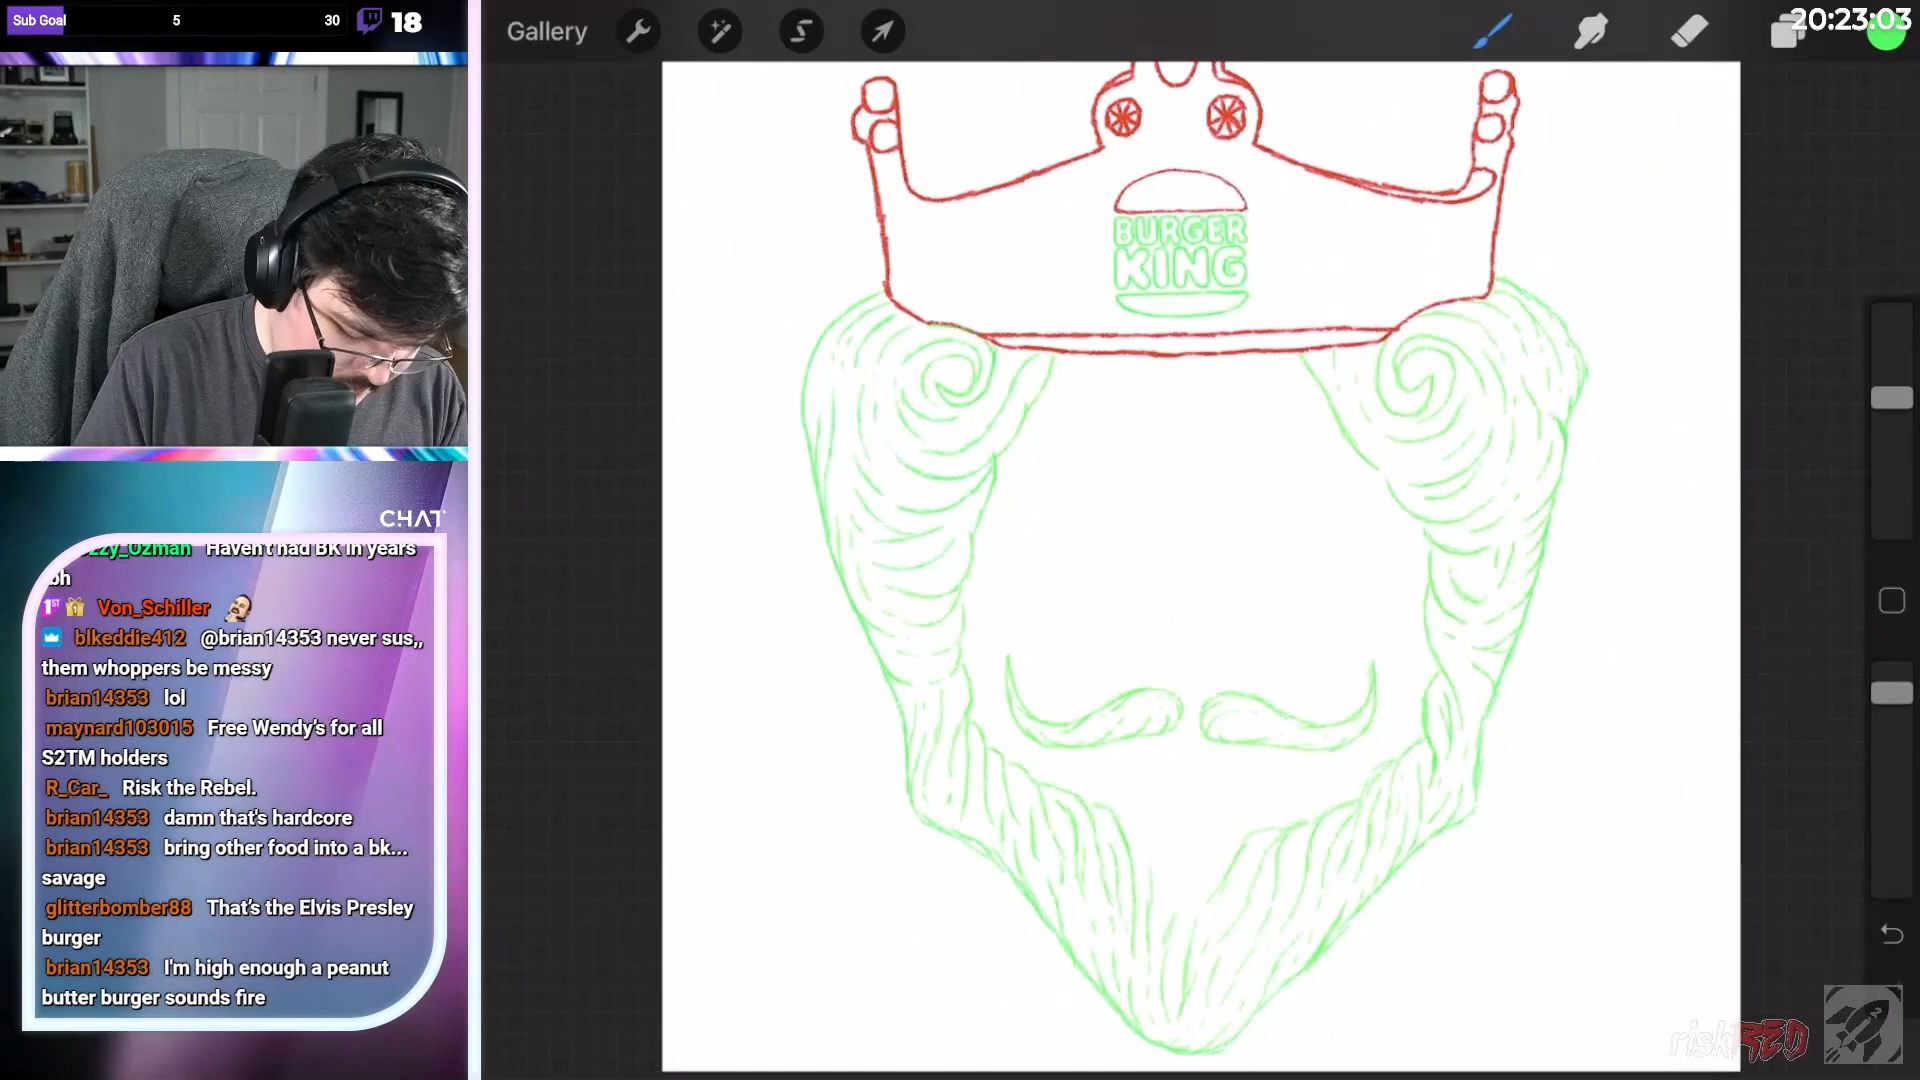 Sub Goal 5 30 18
Gallery
20:23:03
BURGER
KING
CHAT
Haven't had BK in years
1ST Von_Schiller
blkeddie412 @brian14353 never sus,,
them whoppers be messy
brian14353 lol
maynard103015 Free Wendy's for all
S2TM holders
R_Car_ Risk the Rebel.
brian14353 damn that's hardcore
brian14353 bring other food into a bk...
savage
glitterbomber88 That's the Elvis Presley
burger
brian14353 I'm high enough a peanut
butter burger sounds fire
riskRED